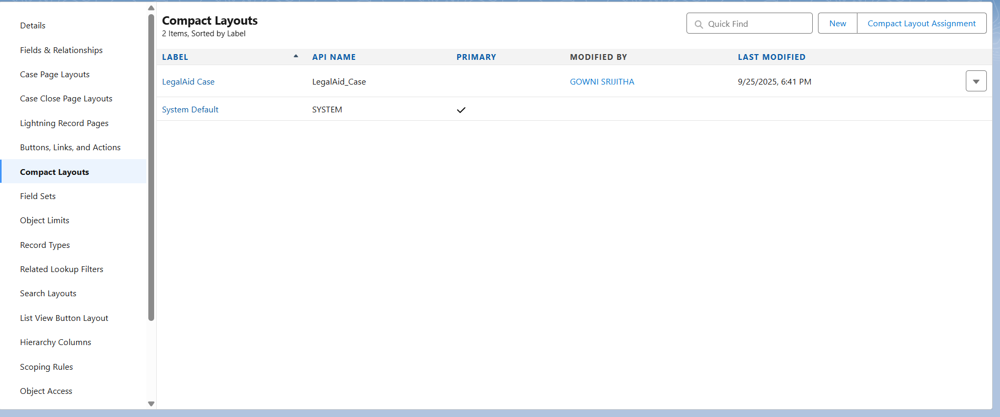 Details
Fields & Relationships
Case Page Layouts
Case Close Page Layouts
Lightning Record Pages
Buttons, Links, and Actions
Compact Layouts
Field Sets
Object Limits
Record Types
Related Lookup Filters
Search Layouts
List View Button Layout
Hierarchy Columns
Scoping Rules
Object Access
Compact Layouts
2 Items, Sorted by Label
Quick Find
New
Compact Layout Assignment
LABEL API NAME PRIMARY MODIFIED BY LAST MODIFIED
LegalAid Case LegalAid_Case GOWNI SRIJITHA 9/25/2025, 6:41 PM
System Default SYSTEM